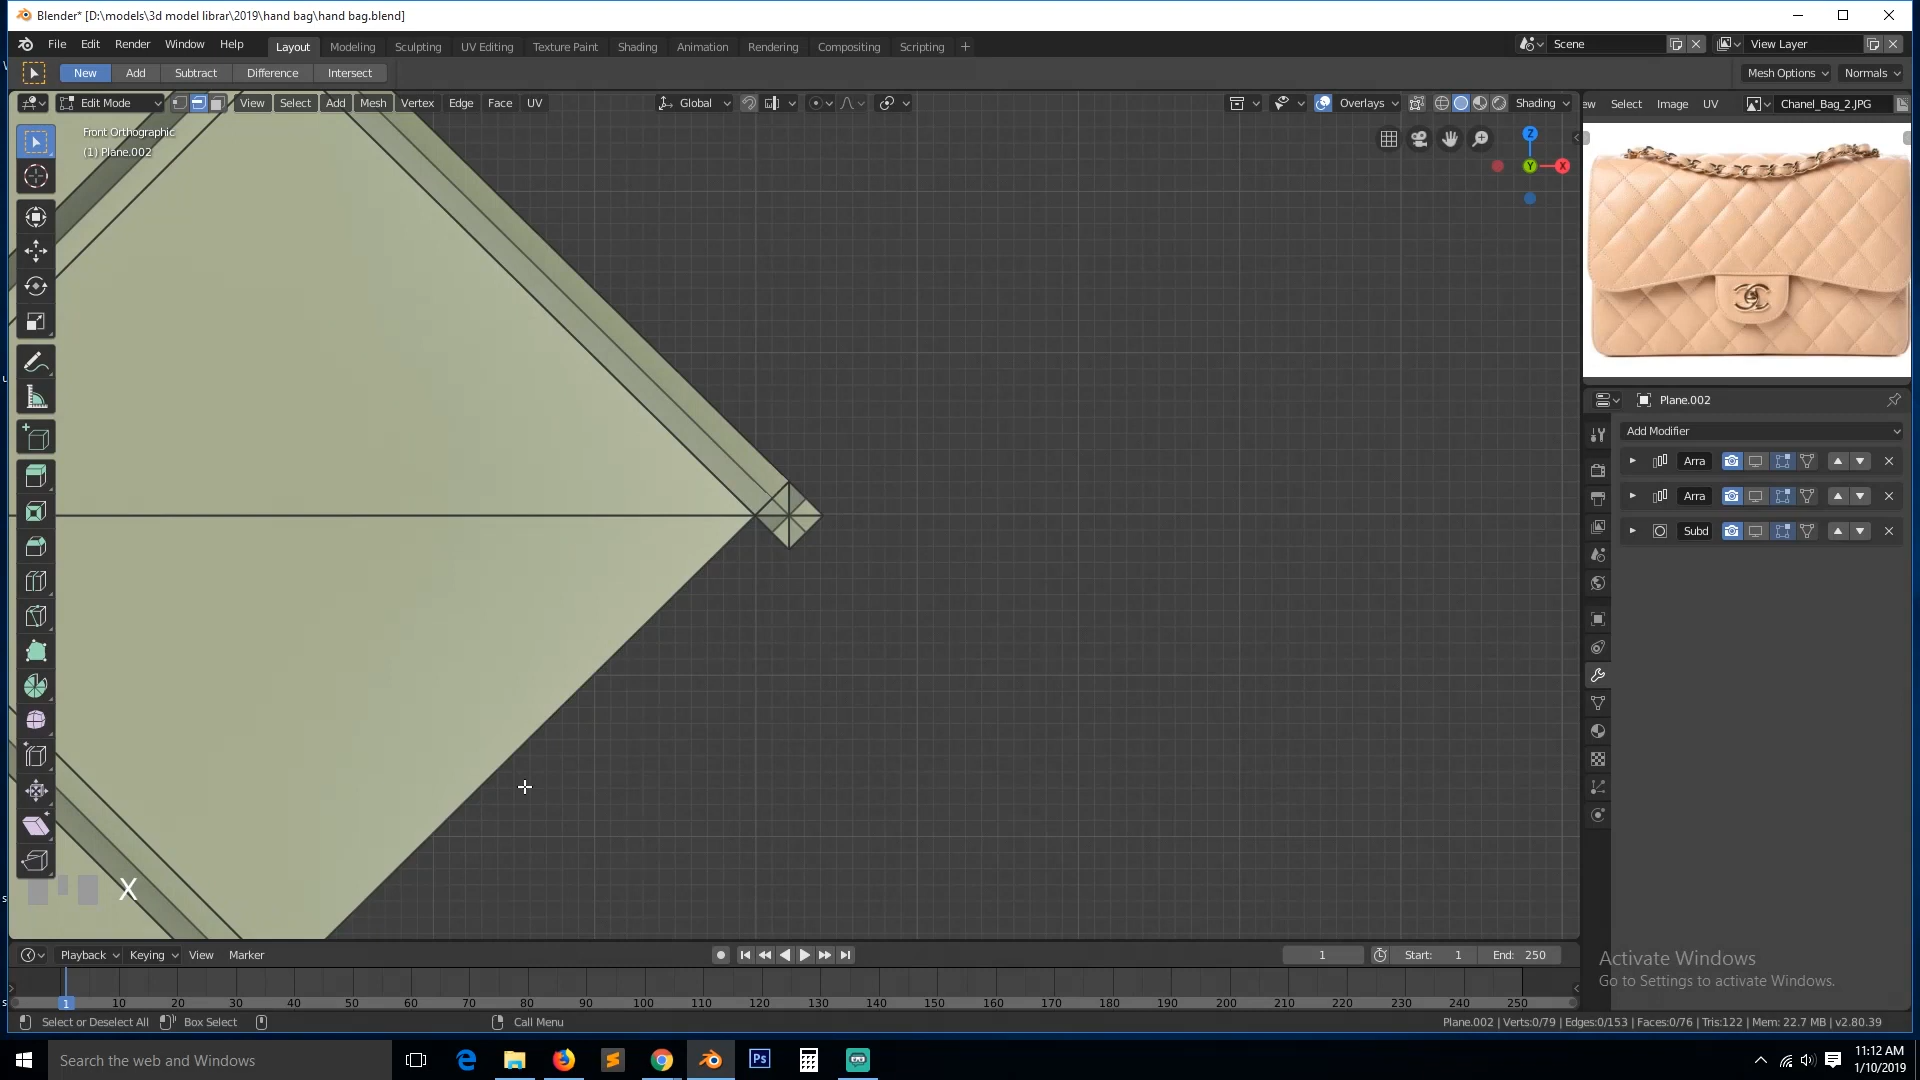 Blender* [D:\models\3d model librar\2019\hand bag\hand bag.blend]
File Edit Render Window Help Layout Modeling Sculpting UV Editing Texture Paint Shading Animation Rendering Compositing Scripting + Scene View Layer
New Add Subtract Difference Intersect Mesh Options Normals
Edit Mode View Select Add Mesh Vertex Edge Face UV Global Overlays Shading ew Select Image UV Chanel_Bag_2.JPG
Front Orthographic
(1) Plane.002
Z
Y
X
Plane.002
Add Modifier
Arra
Arra
Subd
X
Playback Keying View Marker 1 Start: 1 End: 250
Activate Windows
Go to Settings to activate Windows.
1 10 20 30 40 50 60 70 80 90 100 110 120 130 140 150 160 170 180 190 200 210 220 230 240 250
Select or Deselect All Box Select Call Menu Plane.002 | Verts:0/79 | Edges:0/153 | Faces:0/76 | Tris:122 | Mem: 22.7 MB | v2.80.39
Search the web and Windows Ps 11:12 AM
1/10/2019